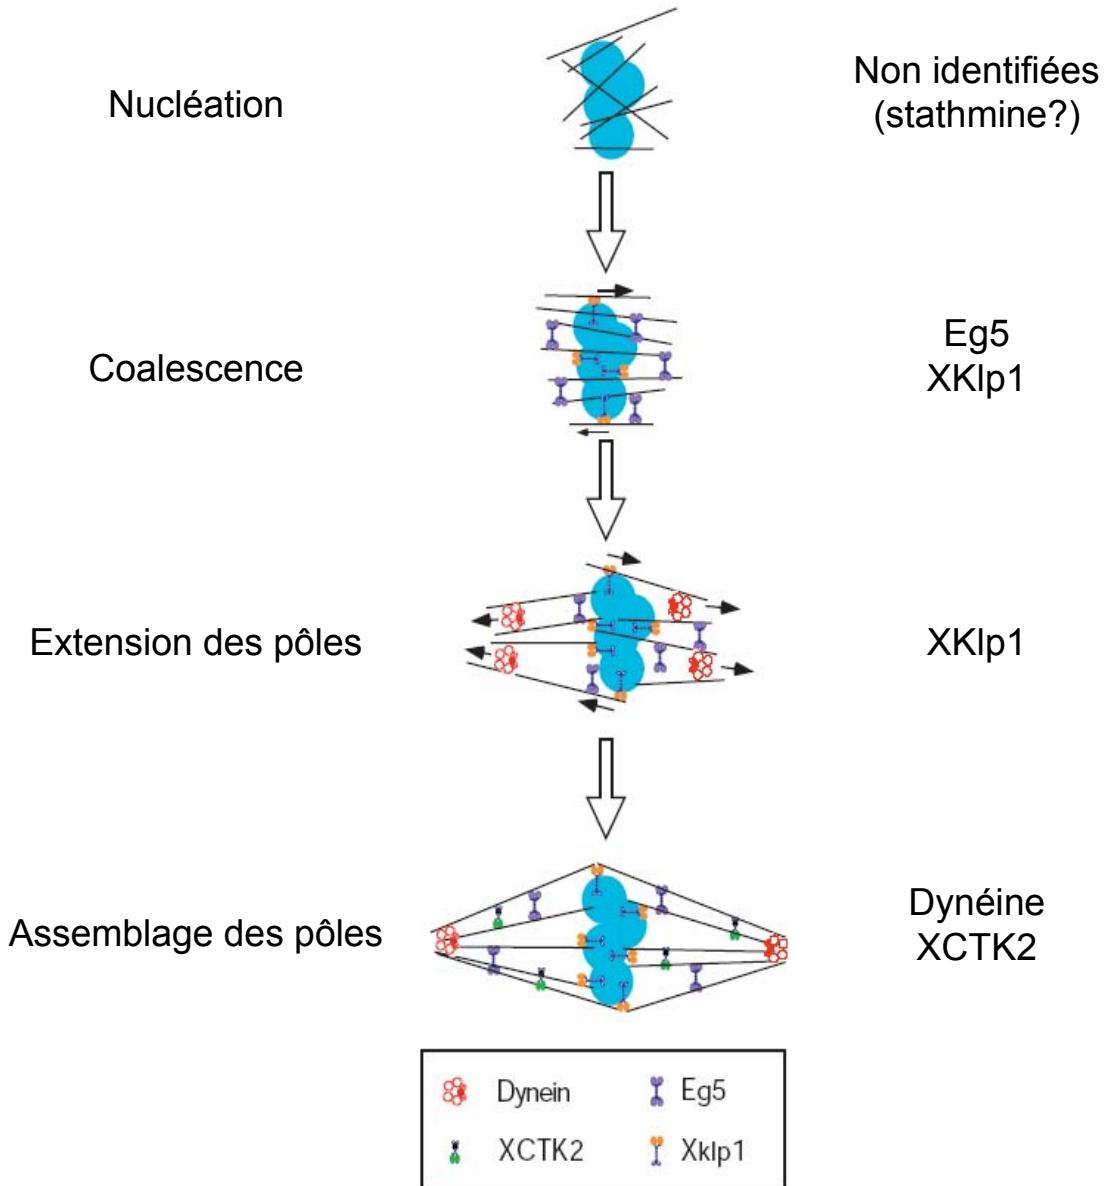 Nucléation
Non identifiées
(stathmine?)
Coalescence
Eg5
XKlp1
Extension des pôles
XKlp1
Assemblage des pôles
Dynéine
XCTK2
Dynein
Eg5
XCTK2
Xklp1